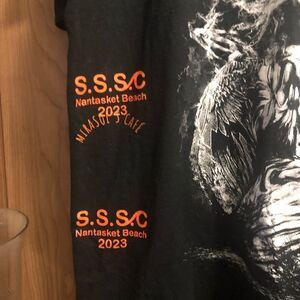 S.S.S/C
Nantasket Beach
2023
MIRASOL'S CAFE
S.S.S/C
Nantasket Beach
2023